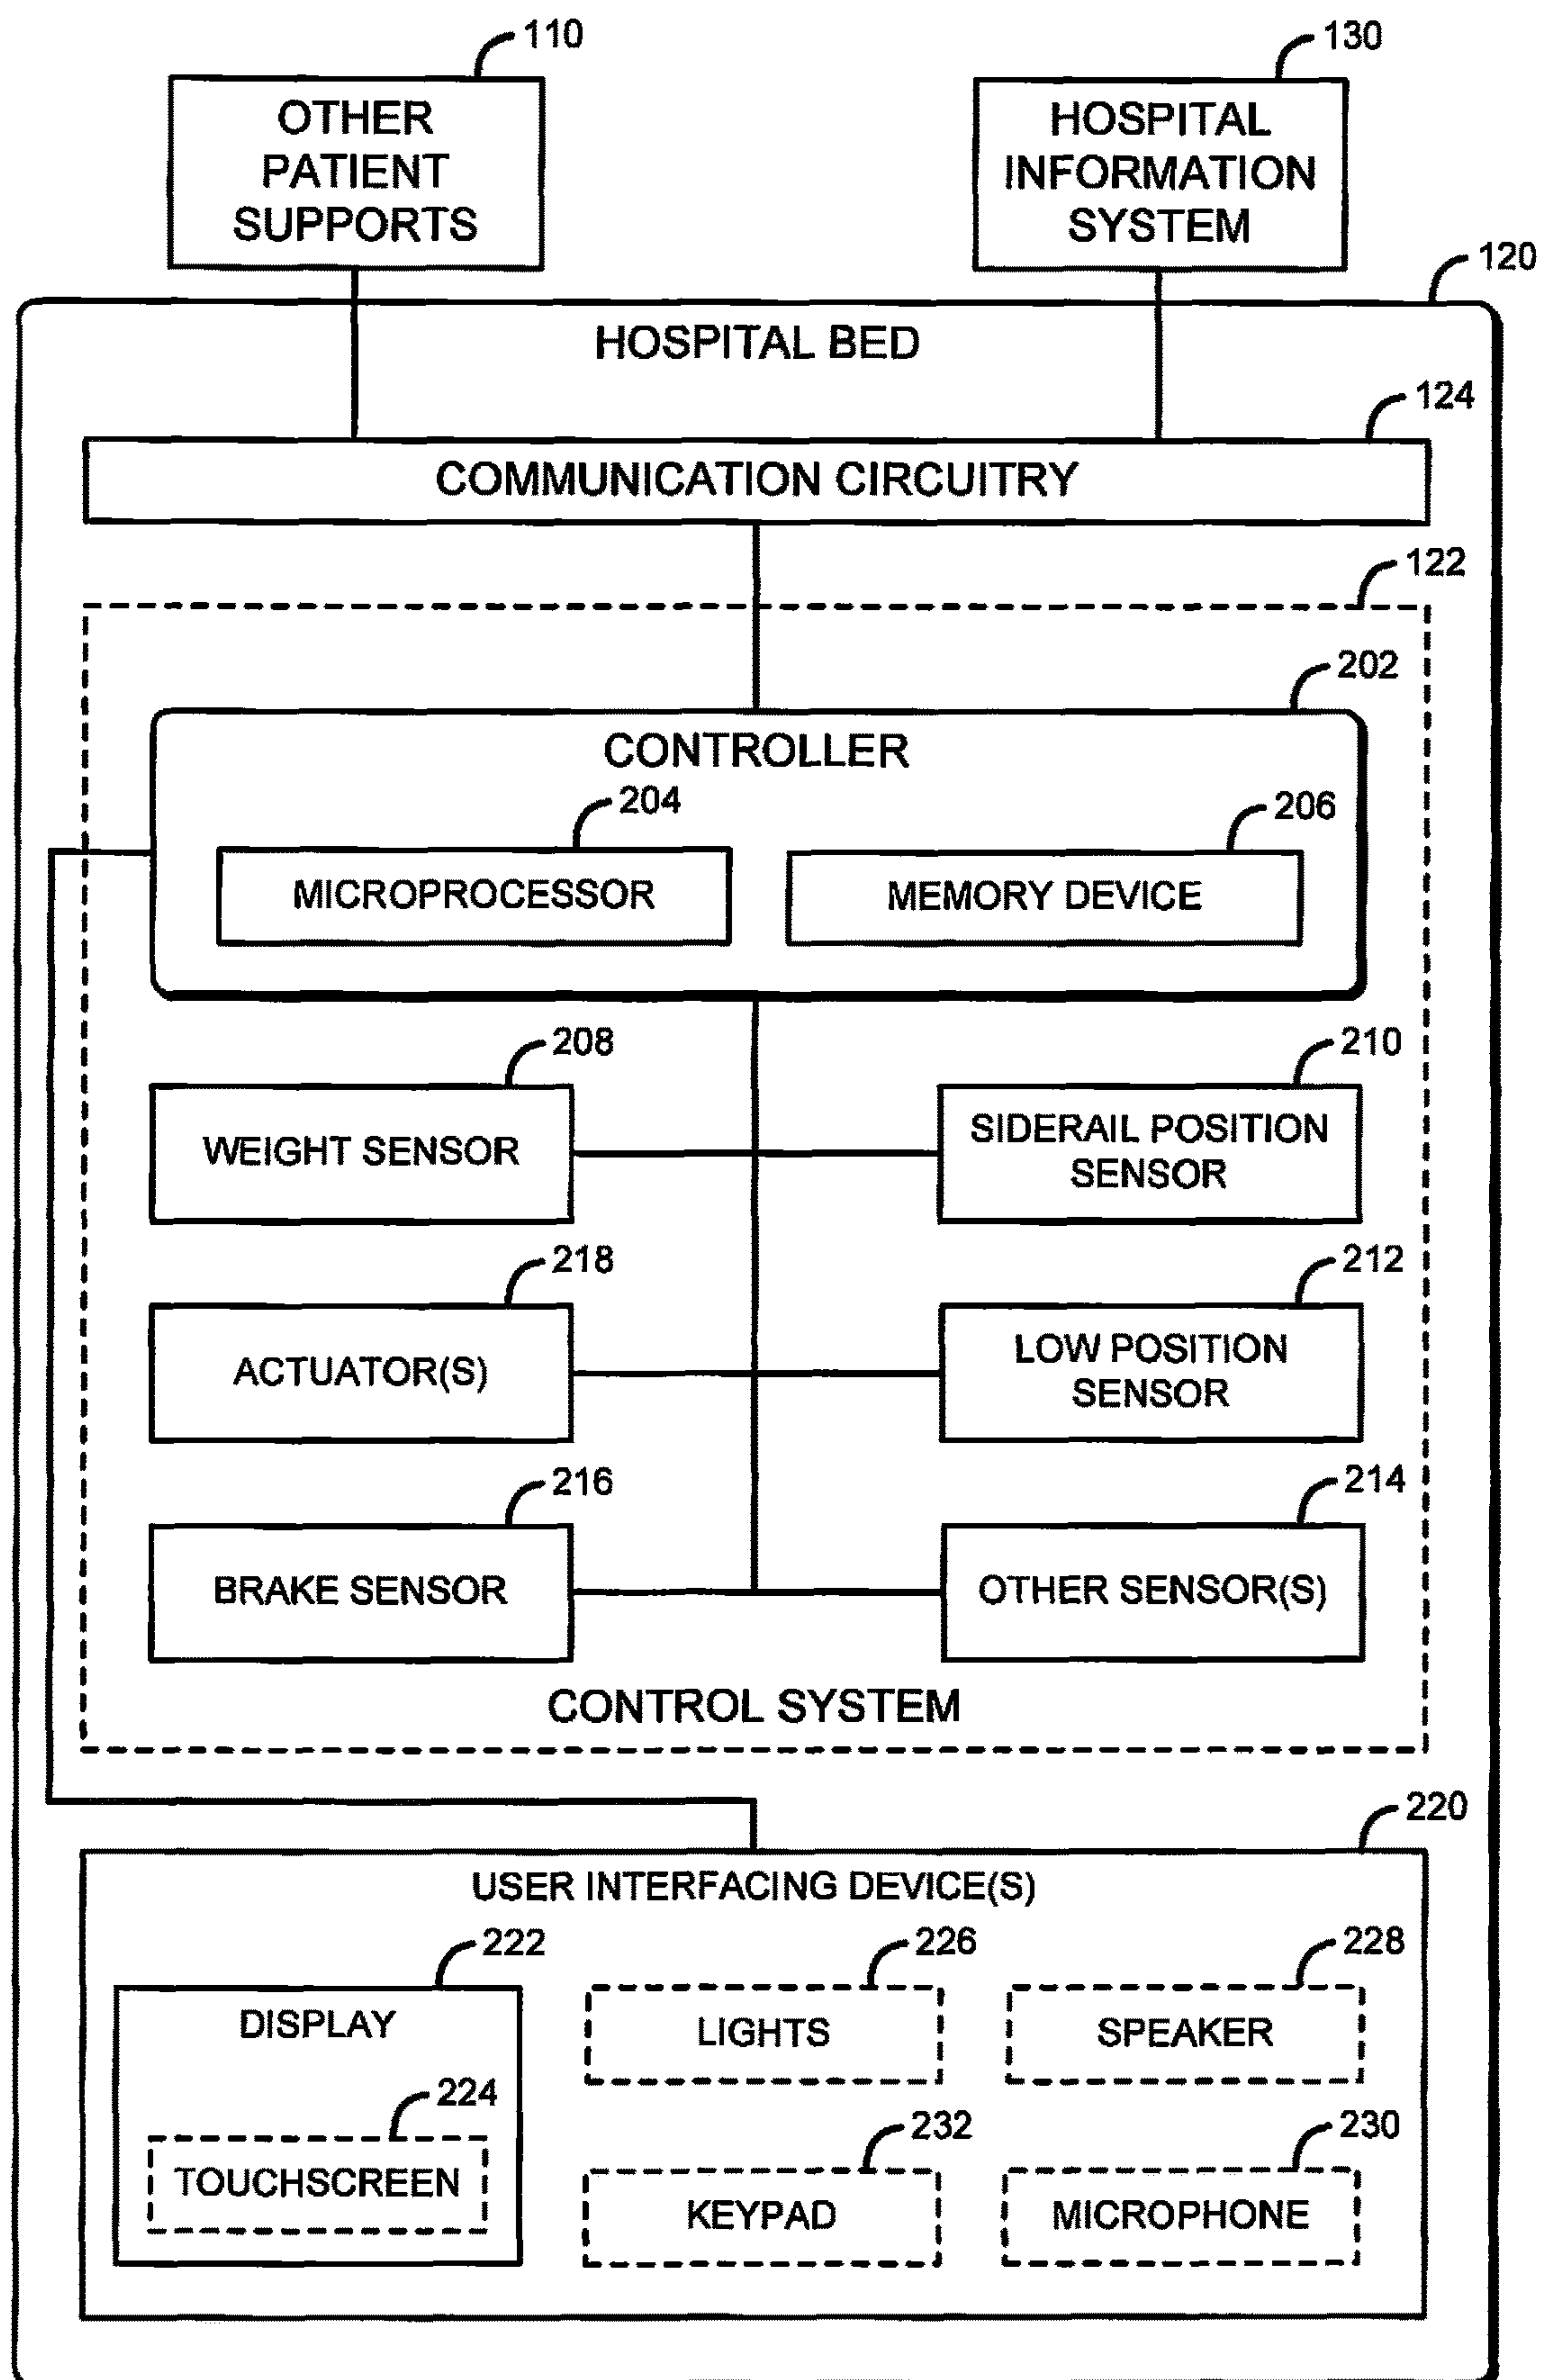 110
130
OTHER
PATIENT
SUPPORTS
HOSPITAL
INFORMATION
SYSTEM
120
HOSPITAL BED
124
COMMUNICATION CIRCUITRY
122
202
CONTROLLER
204
206
MICROPROCESSOR
MEMORY DEVICE
208
210
WEIGHT SENSOR
SIDERAIL POSITION
SENSOR
218
212
ACTUATOR(S)
LOW POSITION
SENSOR
216
214
BRAKE SENSOR
OTHER SENSOR(S)
CONTROL SYSTEM
220
USER INTERFACING DEVICE(S)
222
226
228
DISPLAY
LIGHTS
SPEAKER
224
232
230
TOUCHSCREEN
KEYPAD
MICROPHONE